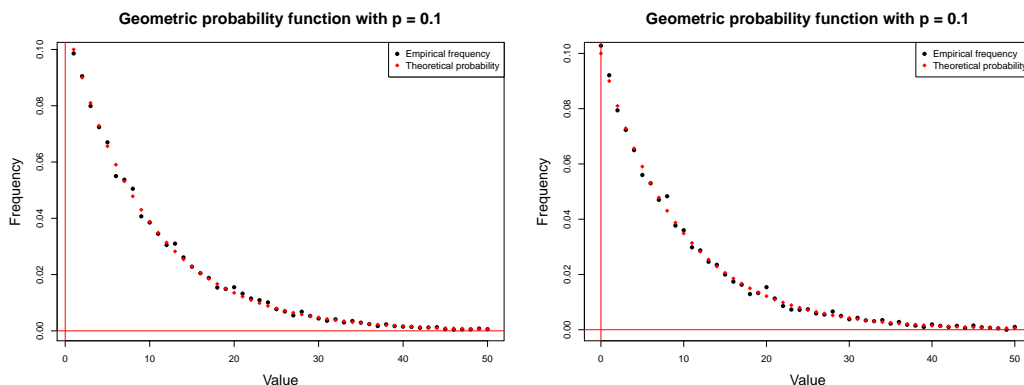 Geometric probability function with p = 0.1
Empirical frequency
Theoretical probability
Frequency
0.10
0.08
0.06
0.04
0.02
0.00
0 10 20 30 40 50
Value
Geometric probability function with p = 0.1
Empirical frequency
Theoretical probability
Frequency
0.10
0.08
0.06
0.04
0.02
0.00
0 10 20 30 40 50
Value